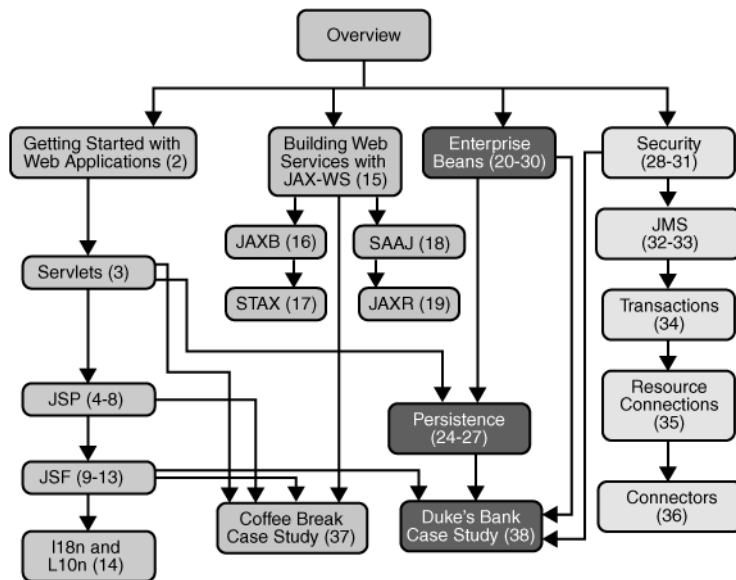 Overview
Getting Started with
Web Applications (2)
Building Web
Services with
JAX-WS (15)
Enterprise
Beans (20-30)
Security
(28-31)
JAXB (16)
SAAJ (18)
JMS
(32-33)
Servlets (3)
STAX (17)
JAXR (19)
Transactions
(34)
JSP (4-8)
Persistence
(24-27)
Resource
Connections
(35)
JSF (9-13)
Coffee Break
Case Study (37)
Duke's Bank
Case Study (38)
Connectors
(36)
I18n and
L10n (14)